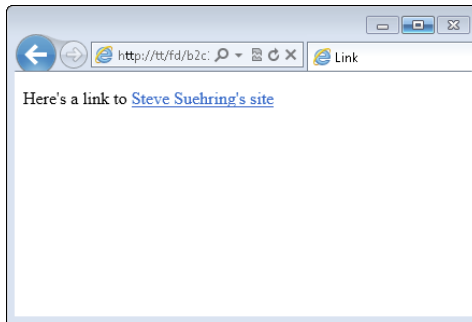 http://tt/fd/b2c:
Link
Here's a link to Steve Suehring's site